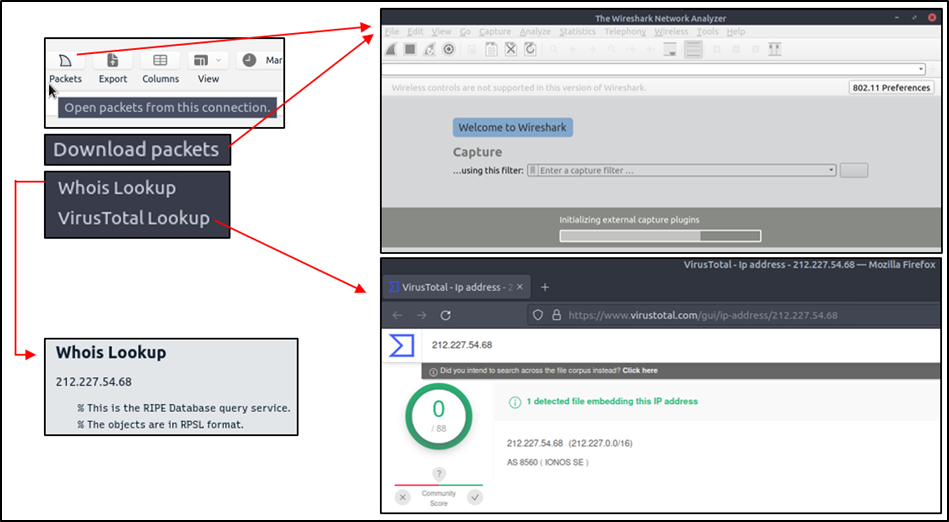 Packets Export Columns View Mar
Open packets from this connection.
Download packets
Whois Lookup
VirusTotal Lookup
Whois Lookup
212.227.54.68
% This is the RIPE Database query service.
% The objects are in RPSL format.
The Wireshark Network Analyzer
File Edit View Go Capture Analyze Statistics Telephony Wireless Tools Help
Wireless controls are not supported in this version of Wireshark.
802.11 Preferences
Welcome to Wireshark
Capture
...using this filter: Enter a capture filter ...
Initializing external capture plugins
VirusTotal - Ip address - 212.227.54.68 — Mozilla Firefox
VirusTotal - Ip address - 2
https://www.virustotal.com/gui/ip-address/212.227.54.68
212.227.54.68
Did you intend to search across the file corpus instead? Click here
0
/ 88
1 detected file embedding this IP address
212.227.54.68 (212.227.0.0/16)
AS 8560 ( IONOS SE )
?
Community
Score